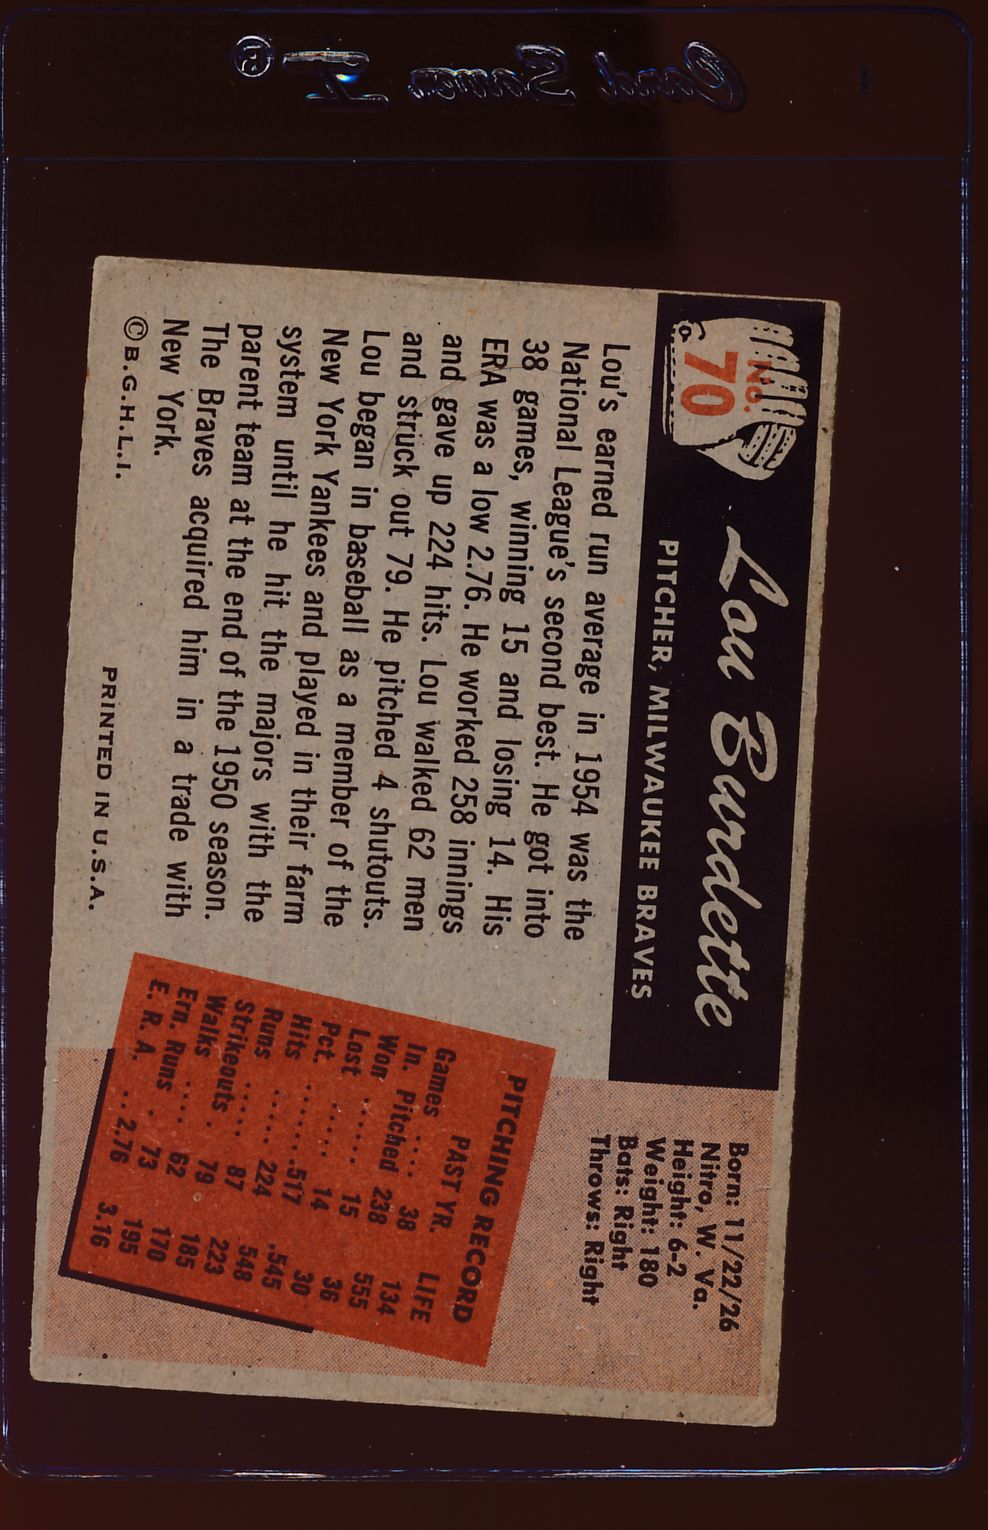 Card Saver I ®
No.
70
Lou Burdette
PITCHER, MILWAUKEE BRAVES
Born: 11/22/26
Nitro, W. Va.
Height: 6-2
Weight: 180
Bats: Right
Throws: Right
Lou's earned run average in 1954 was the
National League's second best. He got into
38 games, winning 15 and losing 14. His
ERA was a low 2.76. He worked 258 innings
and gave up 224 hits. Lou walked 62 men
and struck out 79. He pitched 4 shutouts.
Lou began in baseball as a member of the
New York Yankees and played in their farm
system until he hit the majors with the
parent team at the end of the 1950 season.
The Braves acquired him in a trade with
New York.
PITCHING RECORD
PAST YR. LIFE
Games .... 38 134
In. Pitched 238 555
Won ...... 15 36
Lost ..... 14 30
Pct. ........517 .545
Hits ...... 224 548
Runs ..... 87 223
Strikeouts . 79 185
Walks .... 62 170
Ern. Runs . 73 195
E. R. A. ..2.76 3.16
©B.G.H.L.I.
PRINTED IN U.S.A.